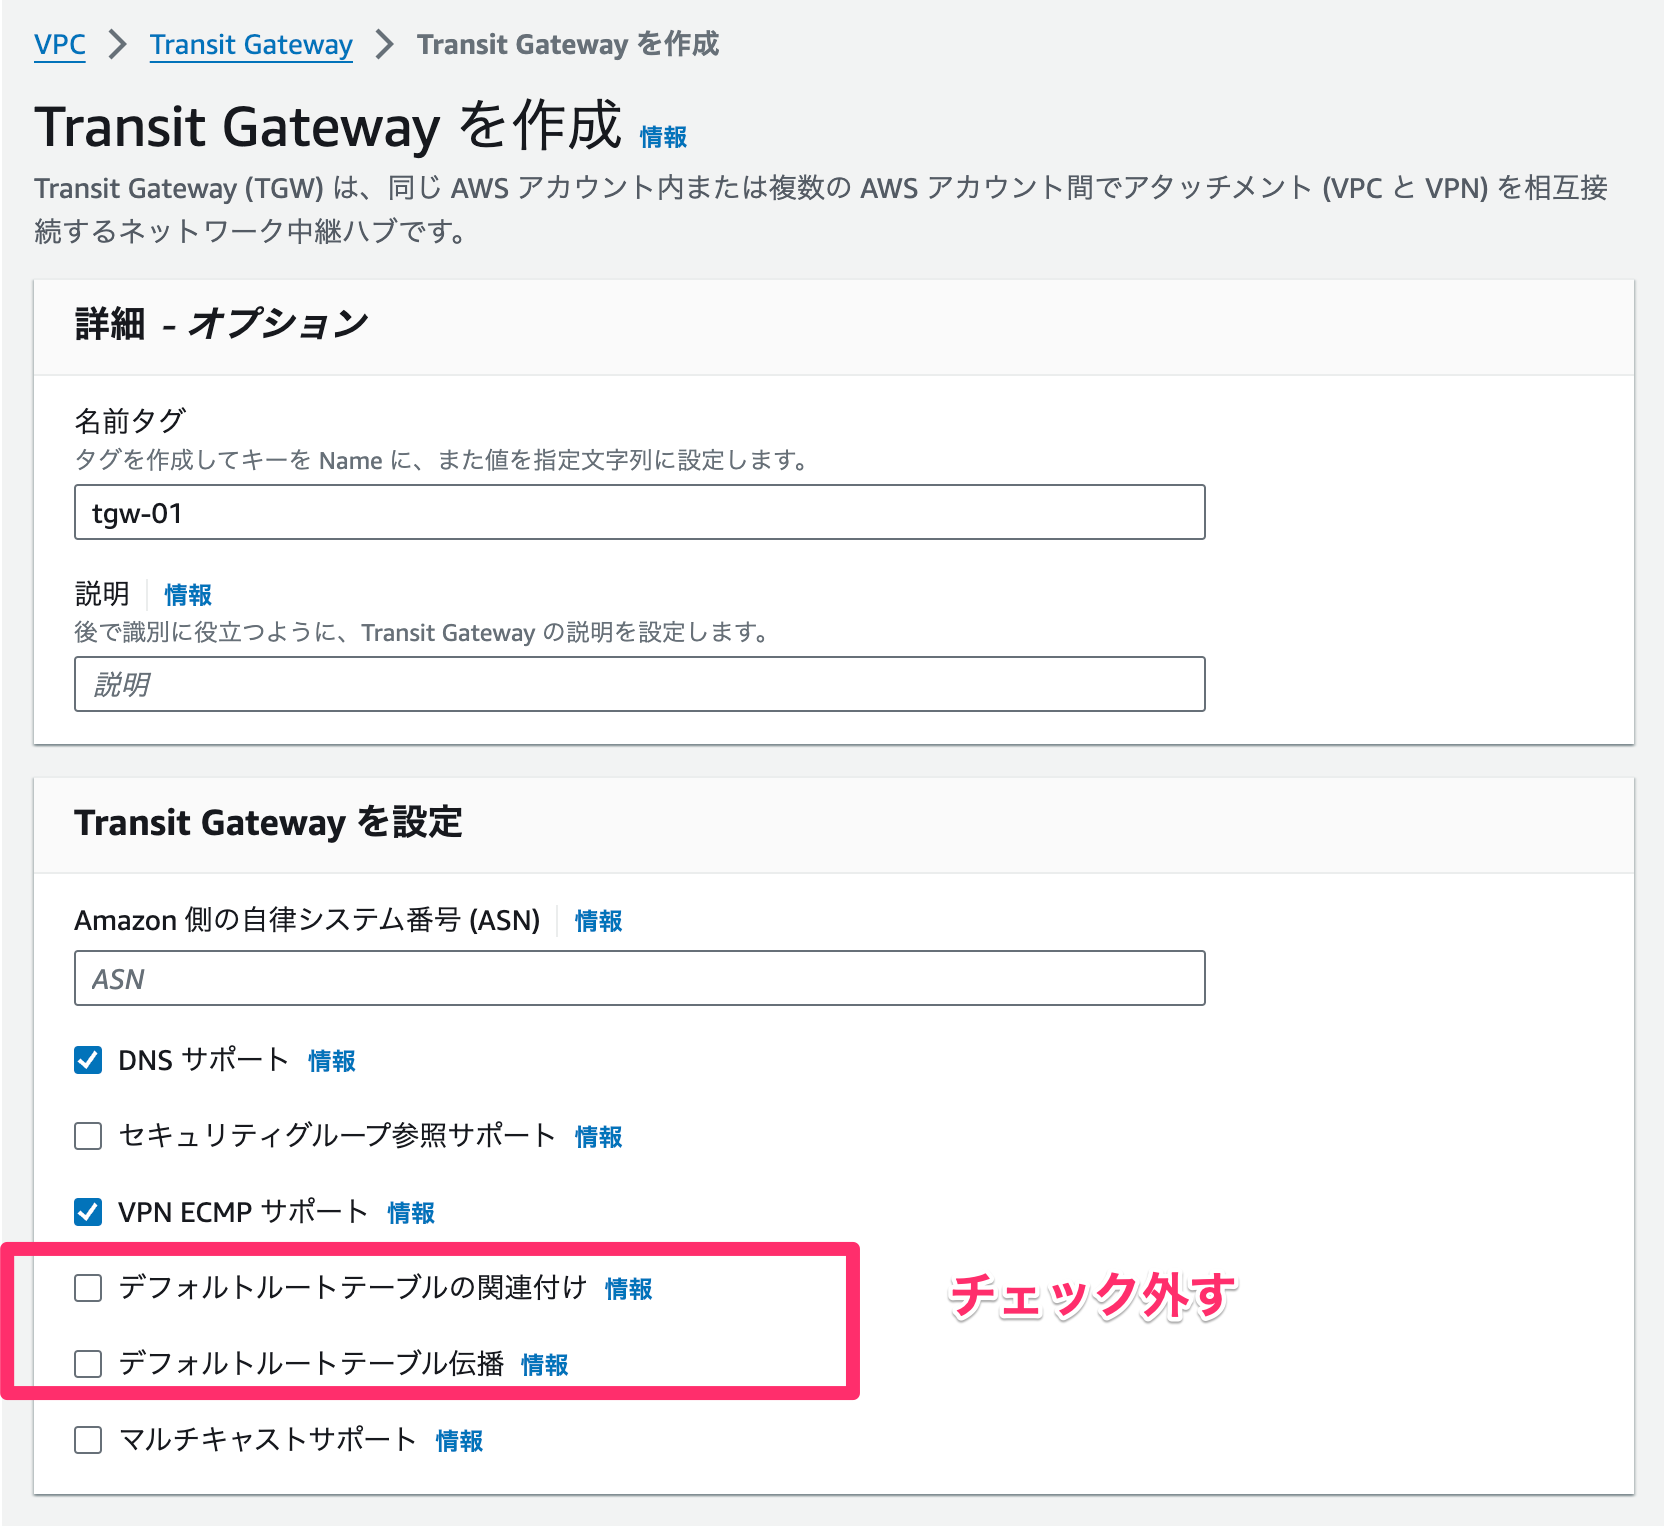 VPC > Transit Gateway > Transit Gateway を作成
Transit Gateway を作成 情報
Transit Gateway (TGW) は、同じ AWS アカウント内または複数の AWS アカウント間でアタッチメント (VPC と VPN) を相互接
続するネットワーク中継ハブです。
詳細 - オプション
名前タグ
タグを作成してキーを Name に、また値を指定文字列に設定します。
tgw-01
説明 情報
後で識別に役立つように、Transit Gateway の説明を設定します。
説明
Transit Gateway を設定
Amazon 側の自律システム番号 (ASN) 情報
ASN
DNS サポート 情報
セキュリティグループ参照サポート 情報
VPN ECMP サポート 情報
デフォルトルートテーブルの関連付け 情報
チェック外す
デフォルトルートテーブル伝播 情報
マルチキャストサポート 情報